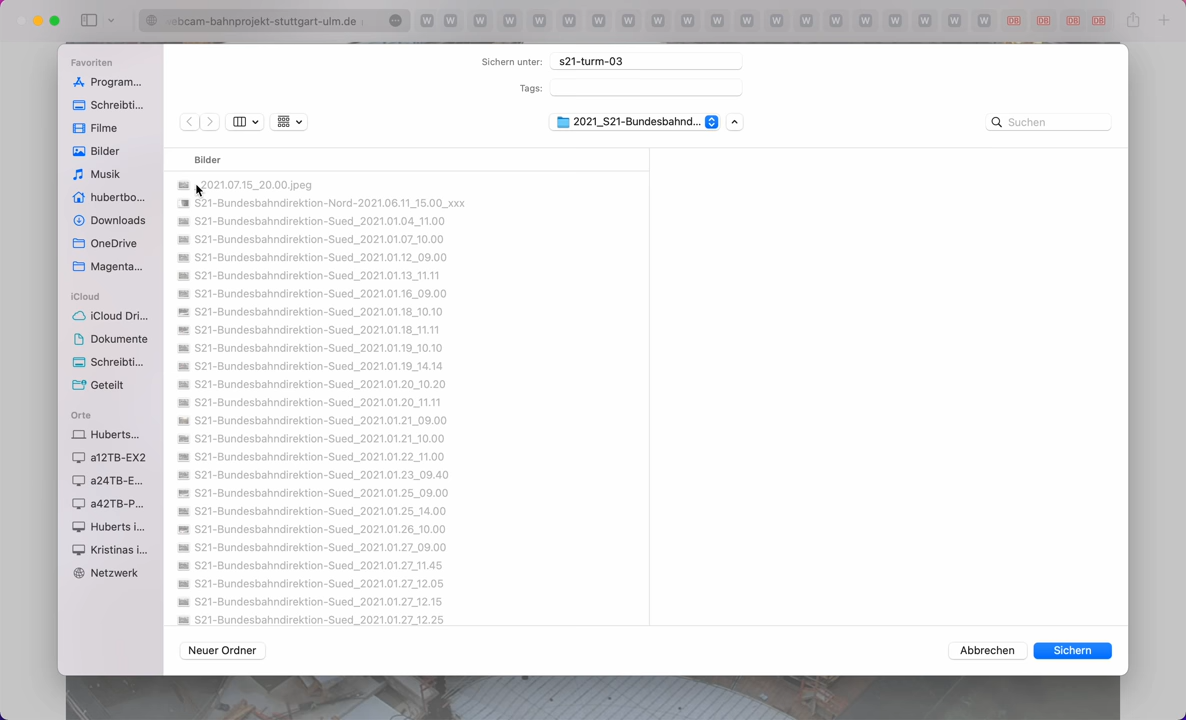 ebcam-bahnprojekt-stuttgart-ulm.de
W W W W W W W W W W W W W W W W W W W W DB DB DB DB
Sichern unter: s21-turm-03
Tags:
2021_S21-Bundesbahnd...
Suchen
Favoriten
Program...
Schreibti...
Filme
Bilder
Musik
hubertbo...
Downloads
OneDrive
Magenta...
iCloud
iCloud Dri...
Dokumente
Schreibti...
Geteilt
Orte
Huberts...
a12TB-EX2
a24TB-E...
a42TB-P...
Huberts i...
Kristinas i...
Netzwerk
Bilder
_2021.07.15_20.00.jpeg
S21-Bundesbahndirektion-Nord-2021.06.11_15.00_xxx
S21-Bundesbahndirektion-Sued_2021.01.04_11.00
S21-Bundesbahndirektion-Sued_2021.01.07_10.00
S21-Bundesbahndirektion-Sued_2021.01.12_09.00
S21-Bundesbahndirektion-Sued_2021.01.13_11.11
S21-Bundesbahndirektion-Sued_2021.01.16_09.00
S21-Bundesbahndirektion-Sued_2021.01.18_10.10
S21-Bundesbahndirektion-Sued_2021.01.18_11.11
S21-Bundesbahndirektion-Sued_2021.01.19_10.10
S21-Bundesbahndirektion-Sued_2021.01.19_14.14
S21-Bundesbahndirektion-Sued_2021.01.20_10.20
S21-Bundesbahndirektion-Sued_2021.01.20_11.11
S21-Bundesbahndirektion-Sued_2021.01.21_09.00
S21-Bundesbahndirektion-Sued_2021.01.21_10.00
S21-Bundesbahndirektion-Sued_2021.01.22_11.00
S21-Bundesbahndirektion-Sued_2021.01.23_09.40
S21-Bundesbahndirektion-Sued_2021.01.25_09.00
S21-Bundesbahndirektion-Sued_2021.01.25_14.00
S21-Bundesbahndirektion-Sued_2021.01.26_10.00
S21-Bundesbahndirektion-Sued_2021.01.27_09.00
S21-Bundesbahndirektion-Sued_2021.01.27_11.45
S21-Bundesbahndirektion-Sued_2021.01.27_12.05
S21-Bundesbahndirektion-Sued_2021.01.27_12.15
S21-Bundesbahndirektion-Sued_2021.01.27_12.25
Neuer Ordner
Abbrechen
Sichern